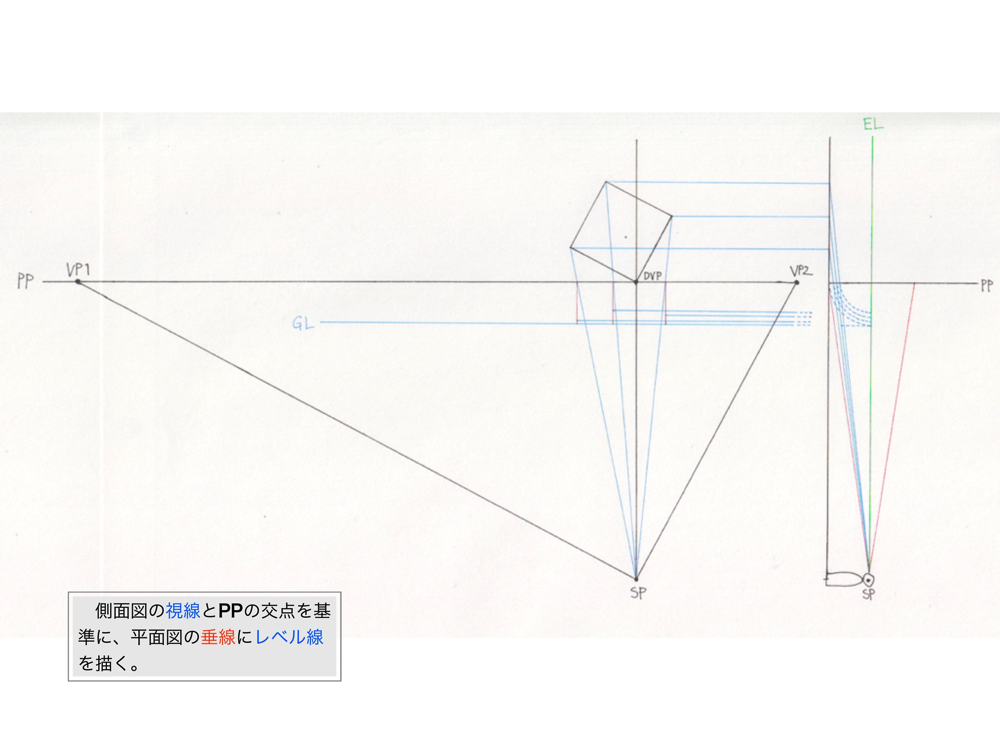 EL
PP
VP1
DVP
VP2
PP
GL
SP
SP
　側面図の視線とPPの交点を基
準に、平面図の垂線にレベル線
を描く。